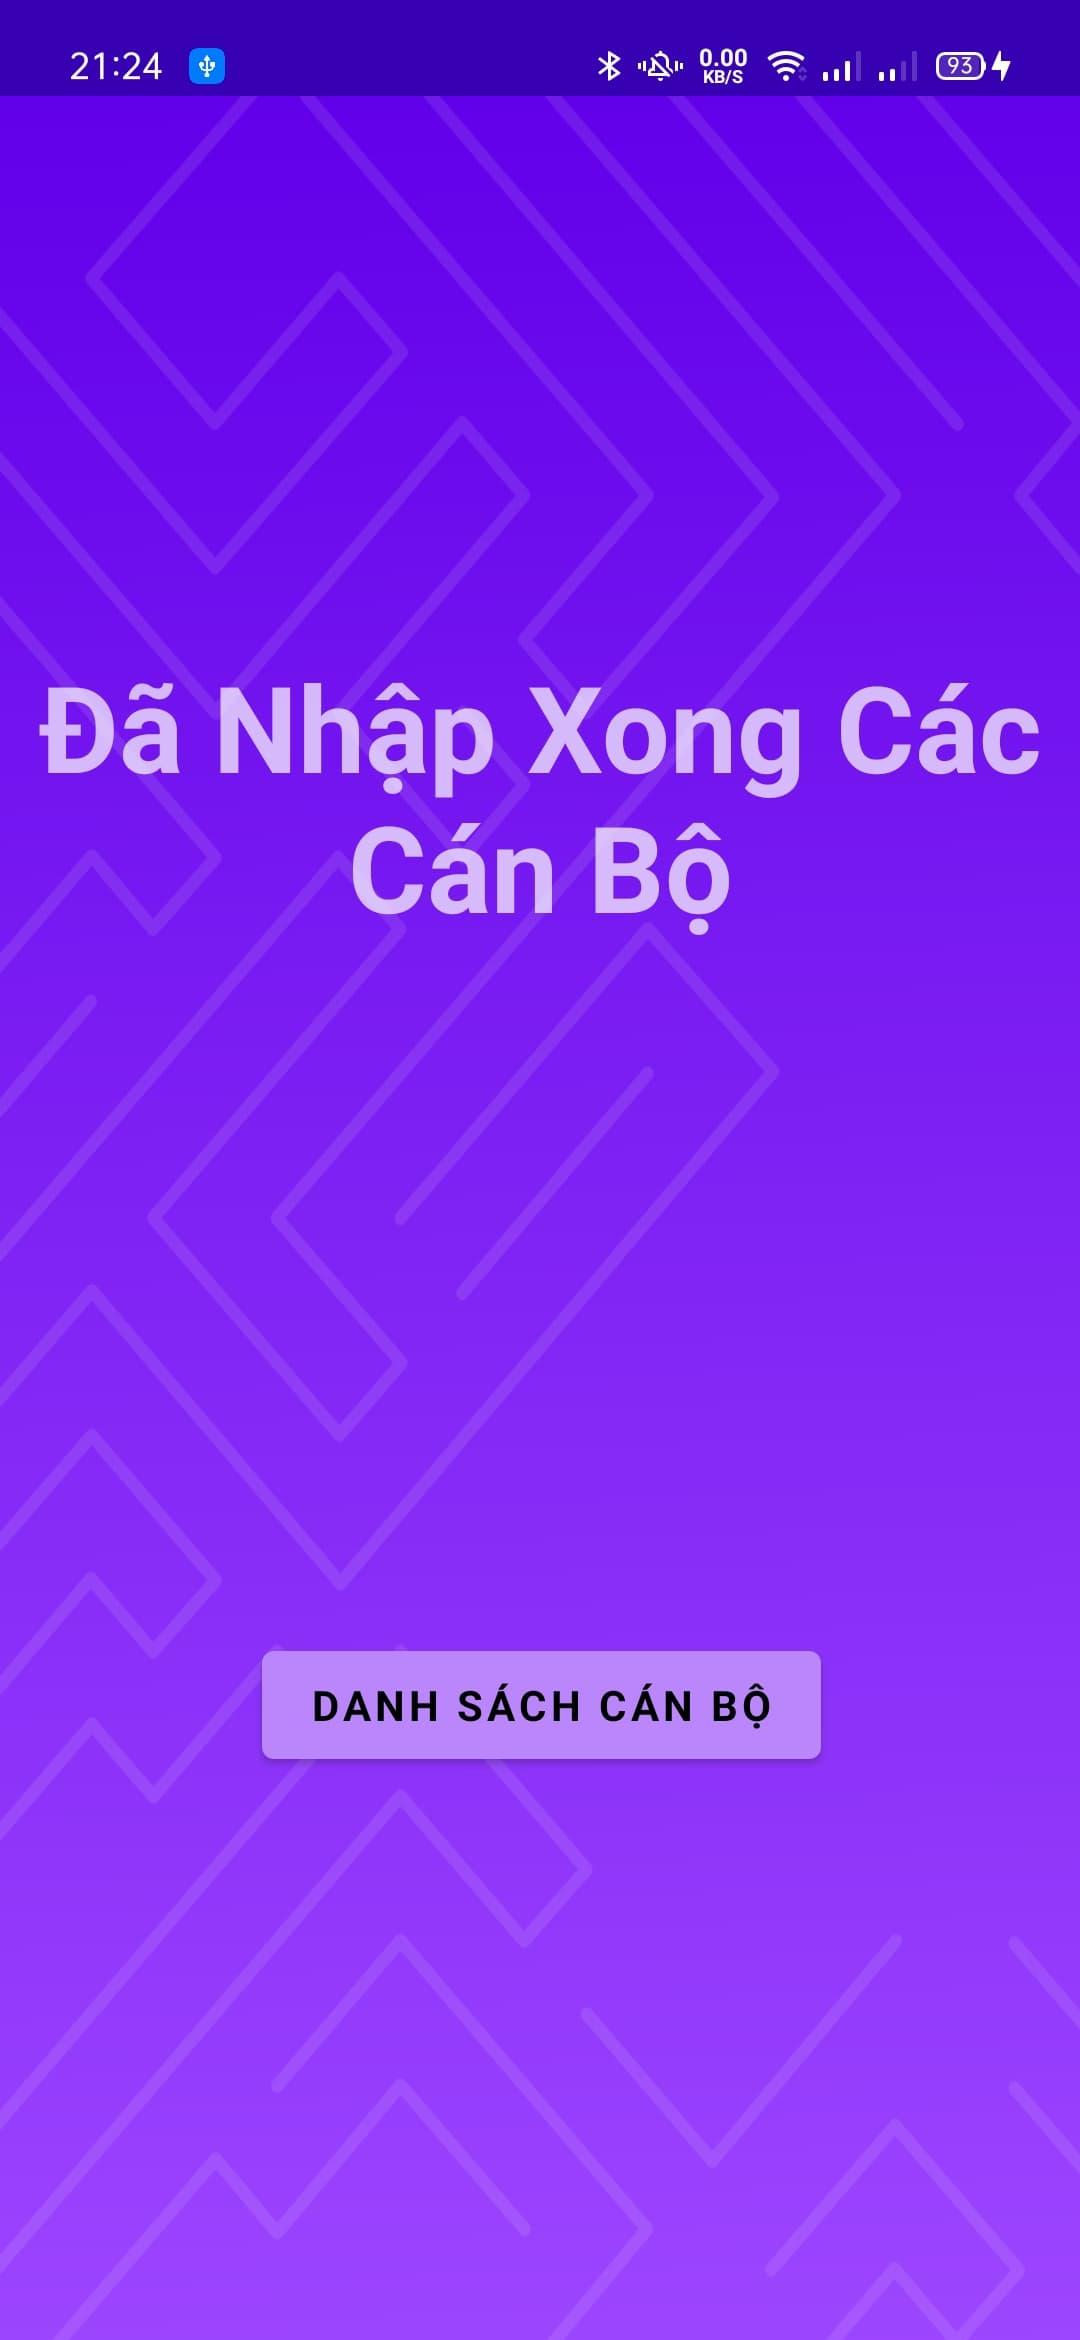 21:24
0.00
KB/S
93
Đã Nhập Xong Các
Cán Bộ
DANH SÁCH CÁN BỘ